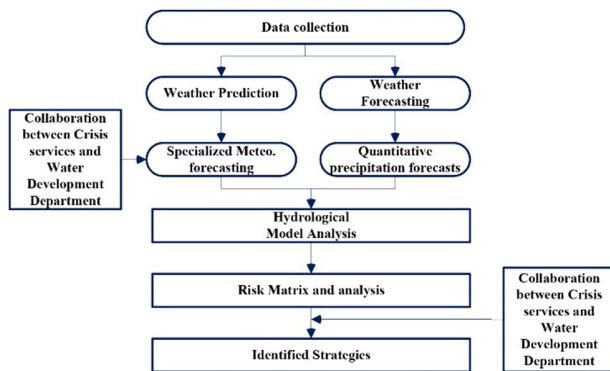 Data collection
Weather Prediction
Weather
Forecasting
Collaboration
between Crisis
services and
Water
Development
Department
Specialized Meteo.
forecasting
Quantitative
precipitation forecasts
Hydrological
Model Analysis
Risk Matrix and analysis
Collaboration
between Crisis
services and
Water
Development
Department
Identified Strategies